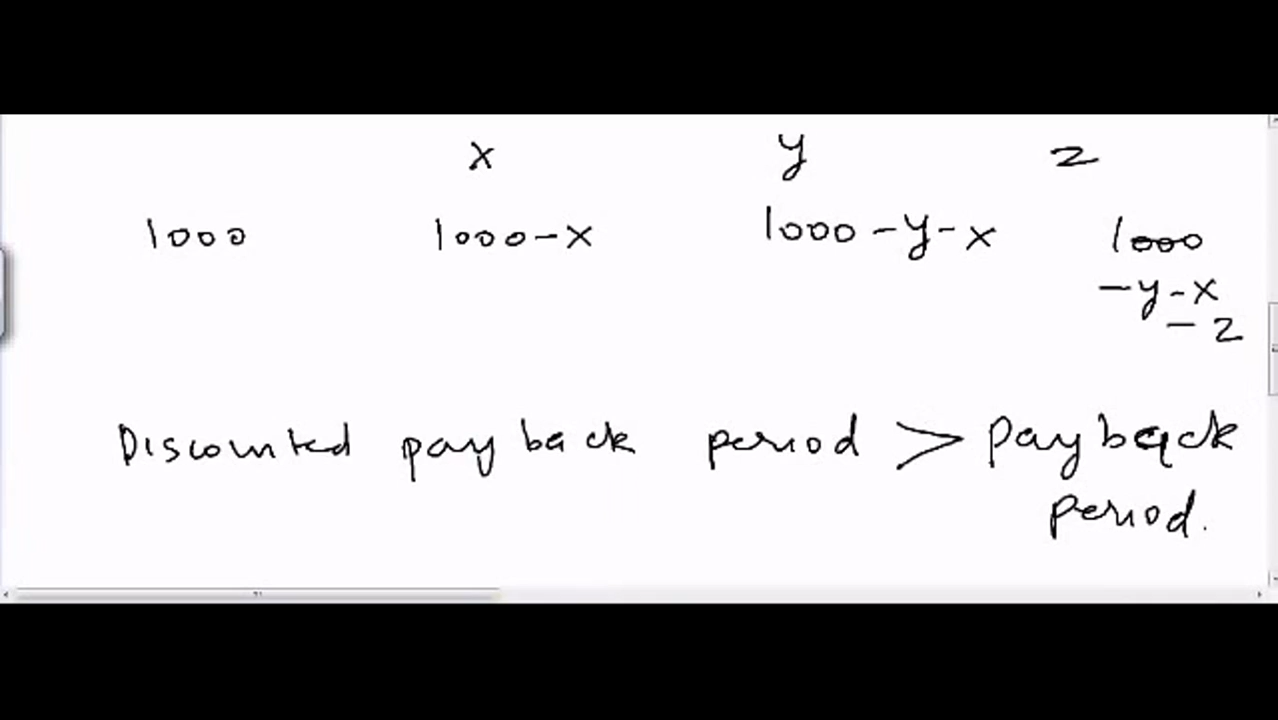 x y z
1000 1000-x 1000-y-x 1000
-y-x
-z
Discounted payback period > payback
period.